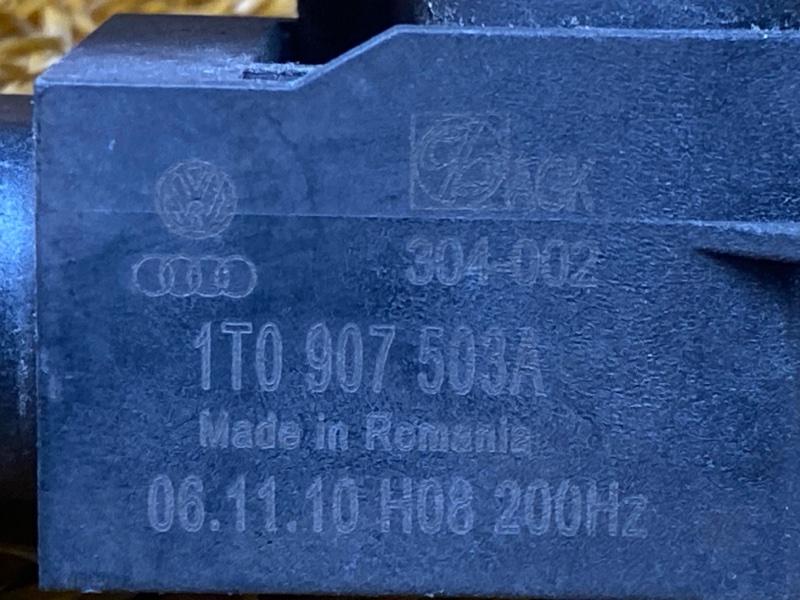 ACK
304-002
1T0 907 503A
Made in Romania
06.11.10 H08 200Hz